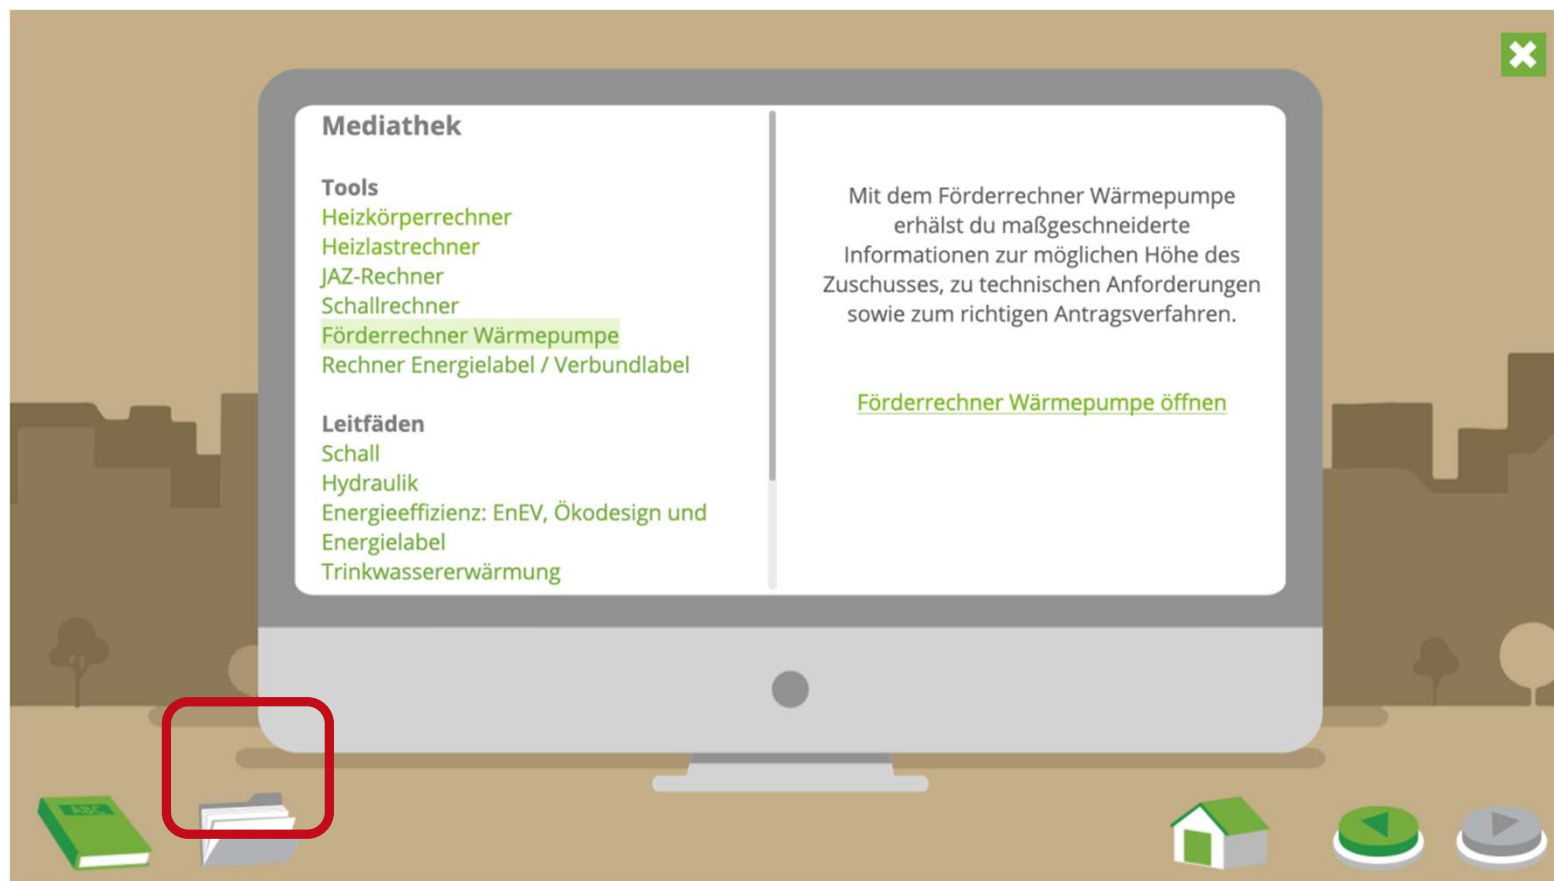 Mediathek
Tools
Heizkörperrechner
Heizlastrechner
JAZ-Rechner
Schallrechner
Förderrechner Wärmepumpe
Rechner Energielabel / Verbundlabel
Leitfäden
Schall
Hydraulik
Energieeffizienz: EnEV, Ökodesign und
Energielabel
Trinkwassererwärmung
Mit dem Förderrechner Wärmepumpe
erhälst du maßgeschneiderte
Informationen zur möglichen Höhe des
Zuschusses, zu technischen Anforderungen
sowie zum richtigen Antragsverfahren.
Förderrechner Wärmepumpe öffnen
ABC